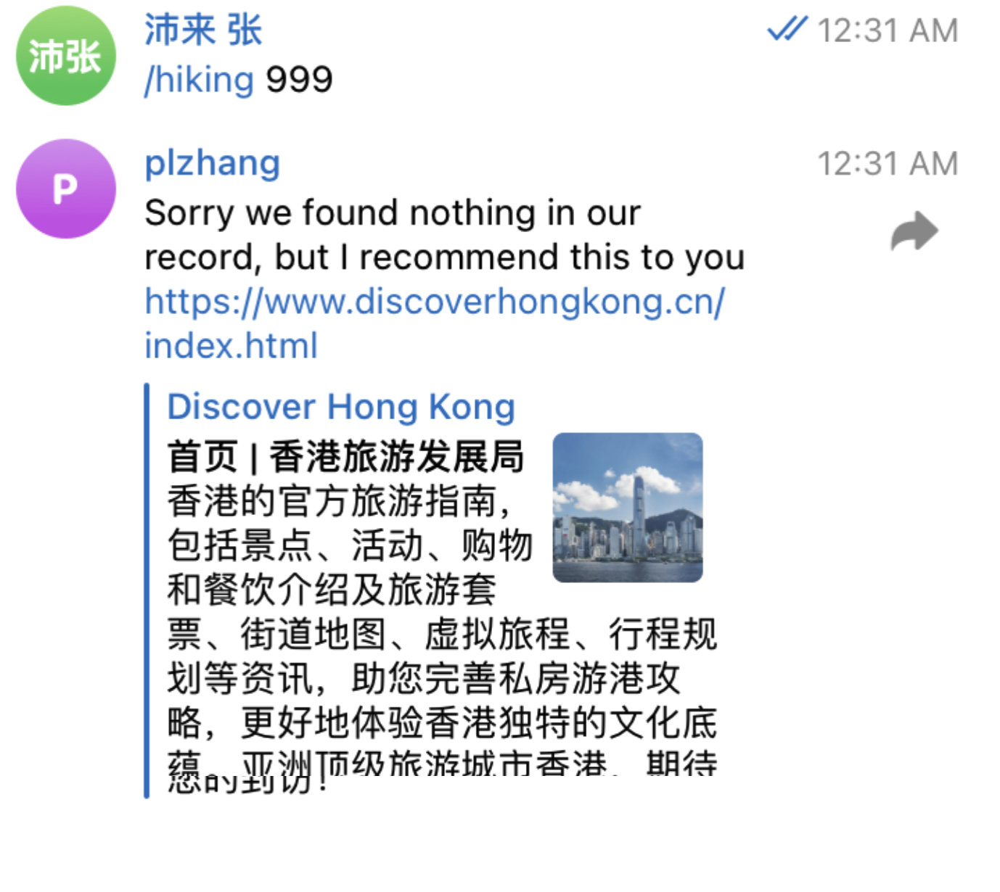 沛张
沛来 张
12:31 AM
/hiking 999
P
plzhang
12:31 AM
Sorry we found nothing in our
record, but I recommend this to you
https://www.discoverhongkong.cn/
index.html
Discover Hong Kong
首页 | 香港旅游发展局
香港的官方旅游指南，
包括景点、活动、购物
和餐饮介绍及旅游套
票、街道地图、虚拟旅程、行程规
划等资讯，助您完善私房游港攻
略，更好地体验香港独特的文化底
蕴。亚洲顶级旅游城市香港，期待
您的到访！